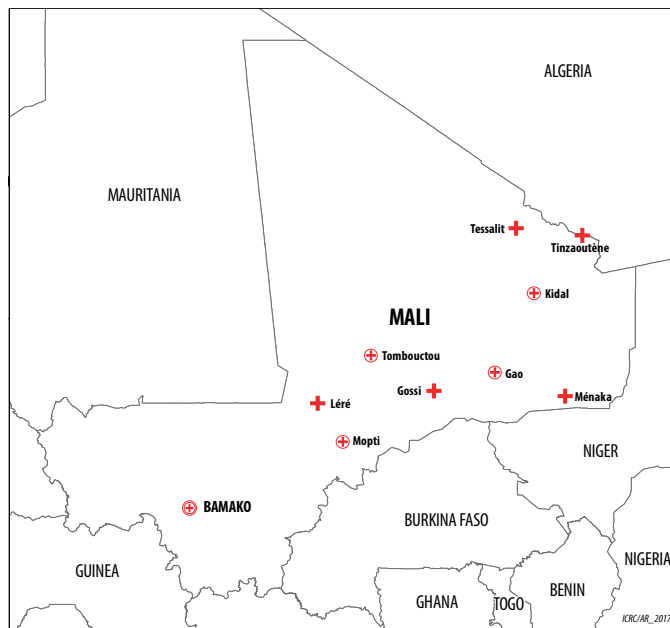 ALGERIA
MAURITANIA
Tessalit
Tinzaoutène
Kidal
MALI
Tombouctou
Gao
Gossi
Ménaka
Léré
Mopti
NIGER
BAMAKO
BURKINA FASO
NIGERIA
GUINEA
BENIN
GHANA
TOGO
ICRC/AR_2017